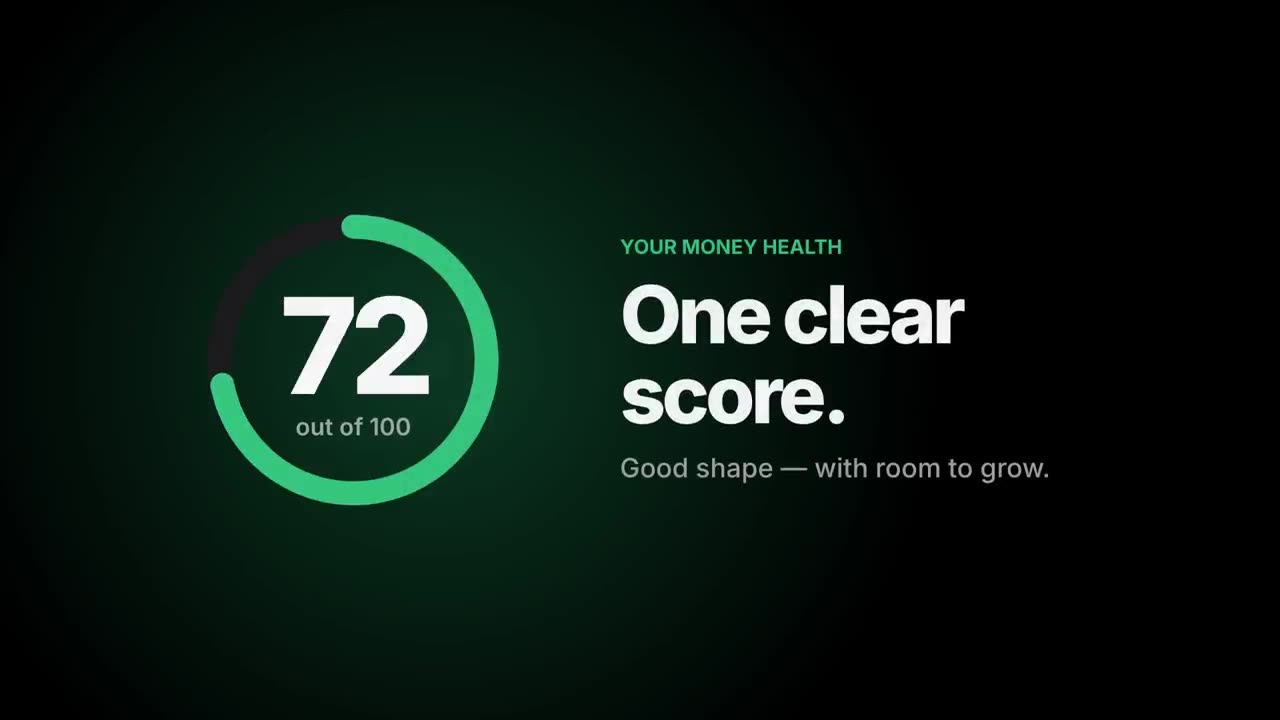 72
out of 100
YOUR MONEY HEALTH
One clear
score.
Good shape — with room to grow.